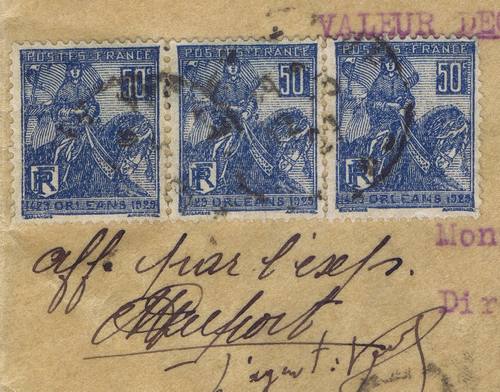 VALEUR DE
POSTES FRANCE 50c
POSTES FRANCE 50c
POSTES FRANCE 50c
RF
RF
RF
1429 ORLEANS 1929
1429 ORLEANS 1929
1429 ORLEANS 1929
Mon
aff. par l'exp.
Dir
l'agent: